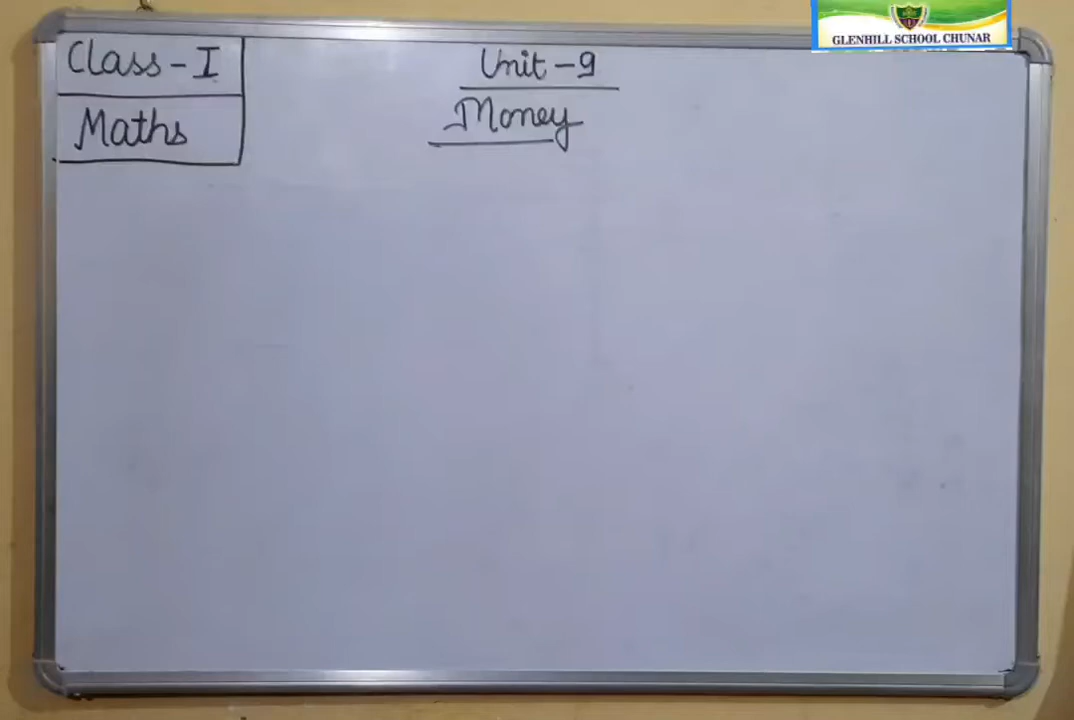 GLENHILL SCHOOL CHUNAR
Class-I
Maths
Unit-9
Money